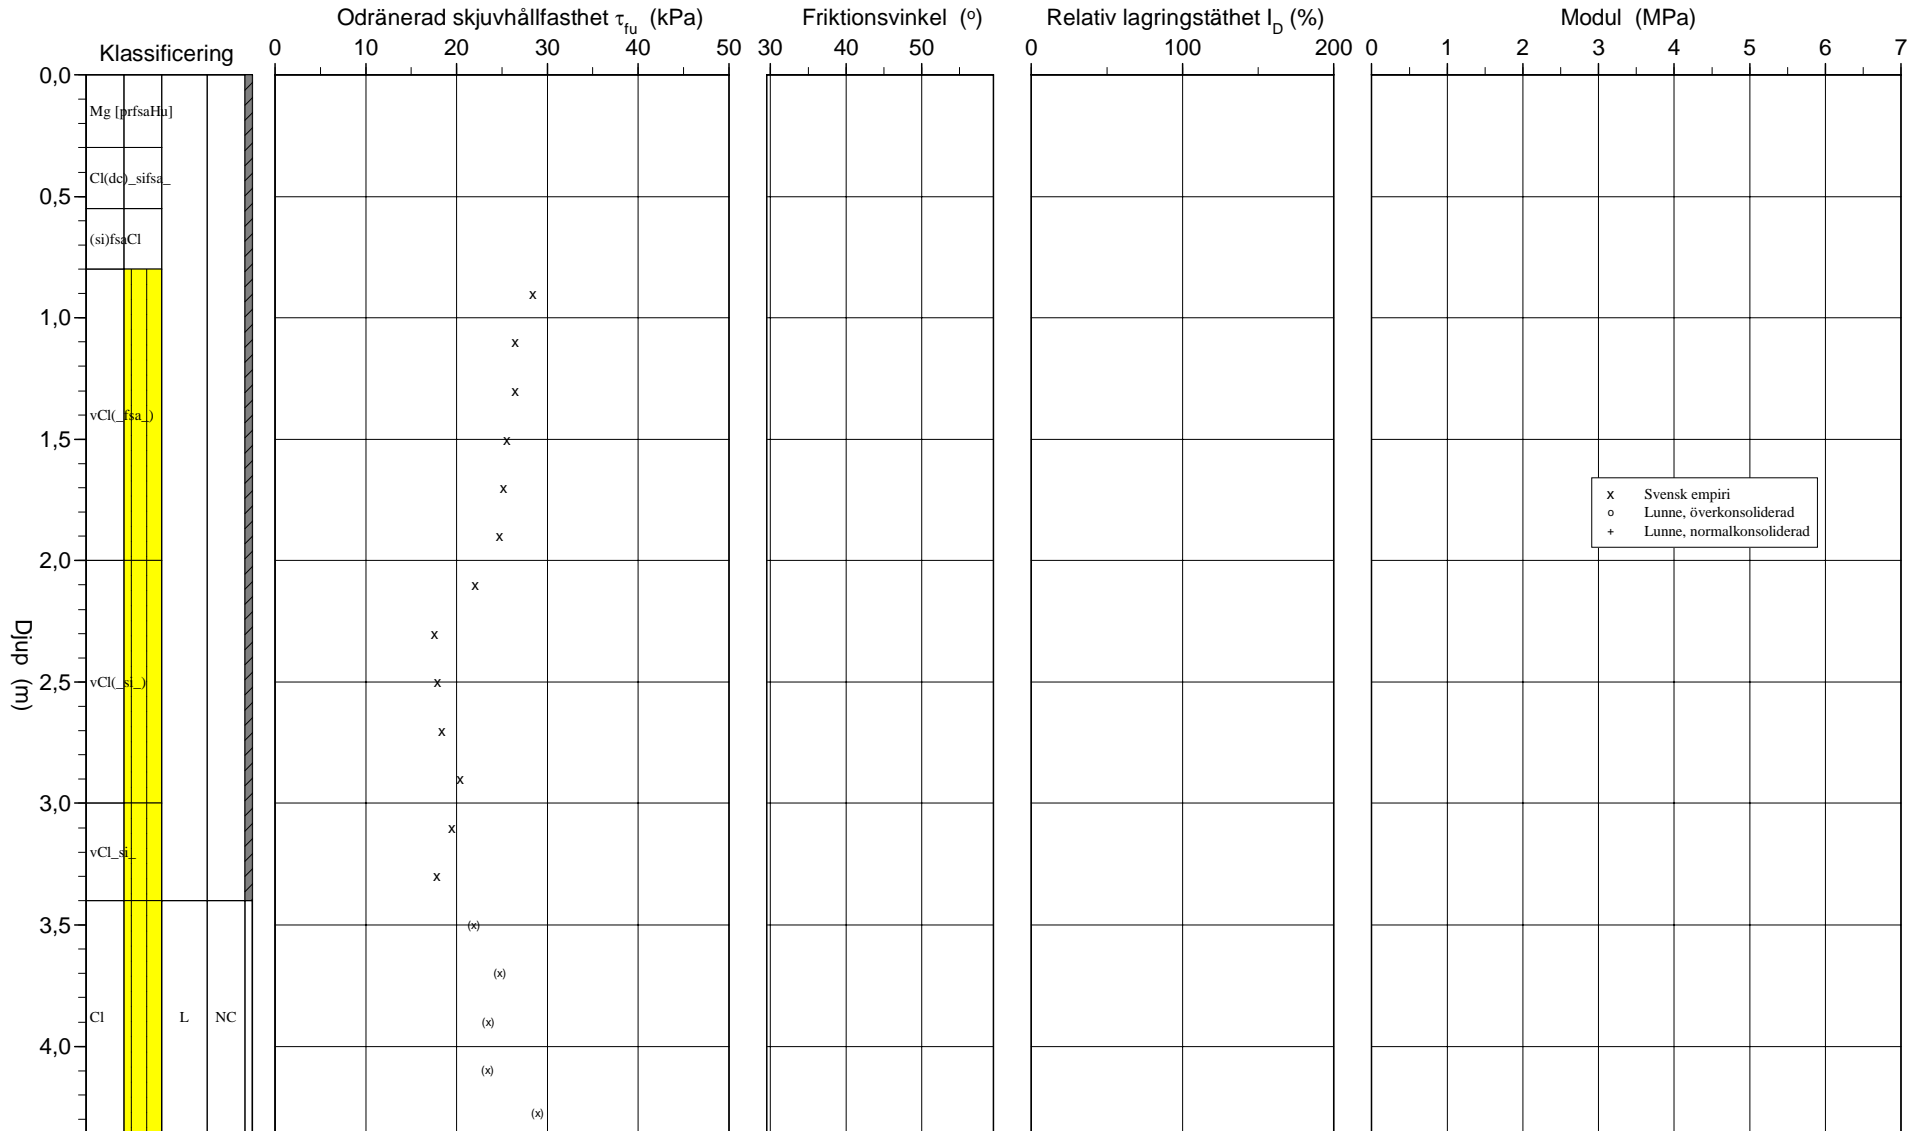 Odränerad skjuvhållfasthet τfu (kPa)
Friktionsvinkel (o)
Relativ lagringstäthet ID (%)
Modul (MPa)
Klassificering
0 10 20 30 40 50
30 40 50
0 100 200
0 1 2 3 4 5 6 7
0,0
Mg [prfsaHu]
Cl(dc)_sifsa_
0,5
(si)fsaCl
x
1,0
x
x
vCl(_fsa_)
1,5
x
x
x Svensk empiri
o Lunne, överkonsoliderad
+ Lunne, normalkonsoliderad
x
2,0
x
x
Djup (m)
2,5
vCl(_si_)
x
x
x
3,0
x
vCl_si_
x
3,5
(x)
(x)
Cl L NC
(x)
4,0
(x)
(x)